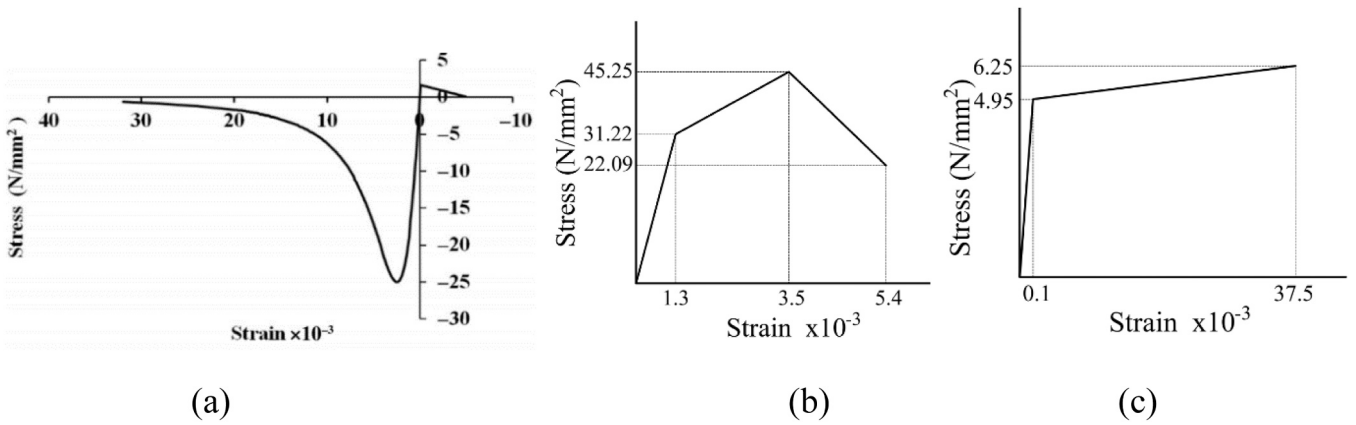 5
0
40
30
20
10
0
−10
−5
−10
−15
−20
−25
−30
Stress (N/mm²)
Strain ×10⁻³
(a)
45.25
31.22
22.09
Stress (N/mm²)
1.3
3.5
5.4
Strain x10⁻³
(b)
6.25
4.95
Stress (N/mm²)
0.1
37.5
Strain x10⁻³
(c)